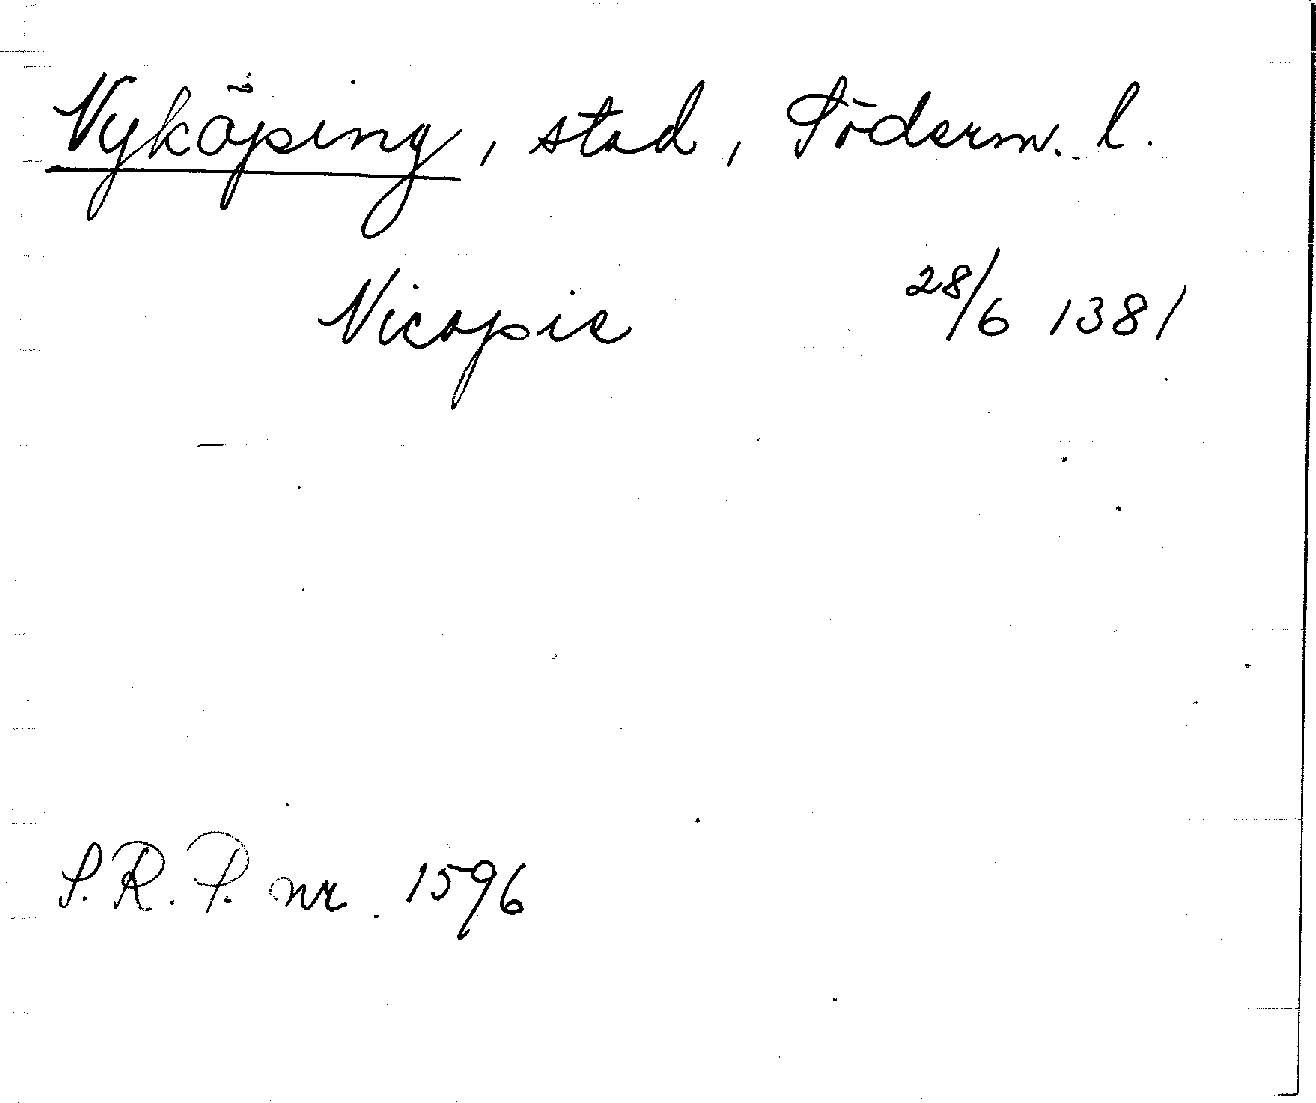 Nyköping, stad, Söderm. l.
Nicopie 28/6 1381
S.R.P. nr. 1596